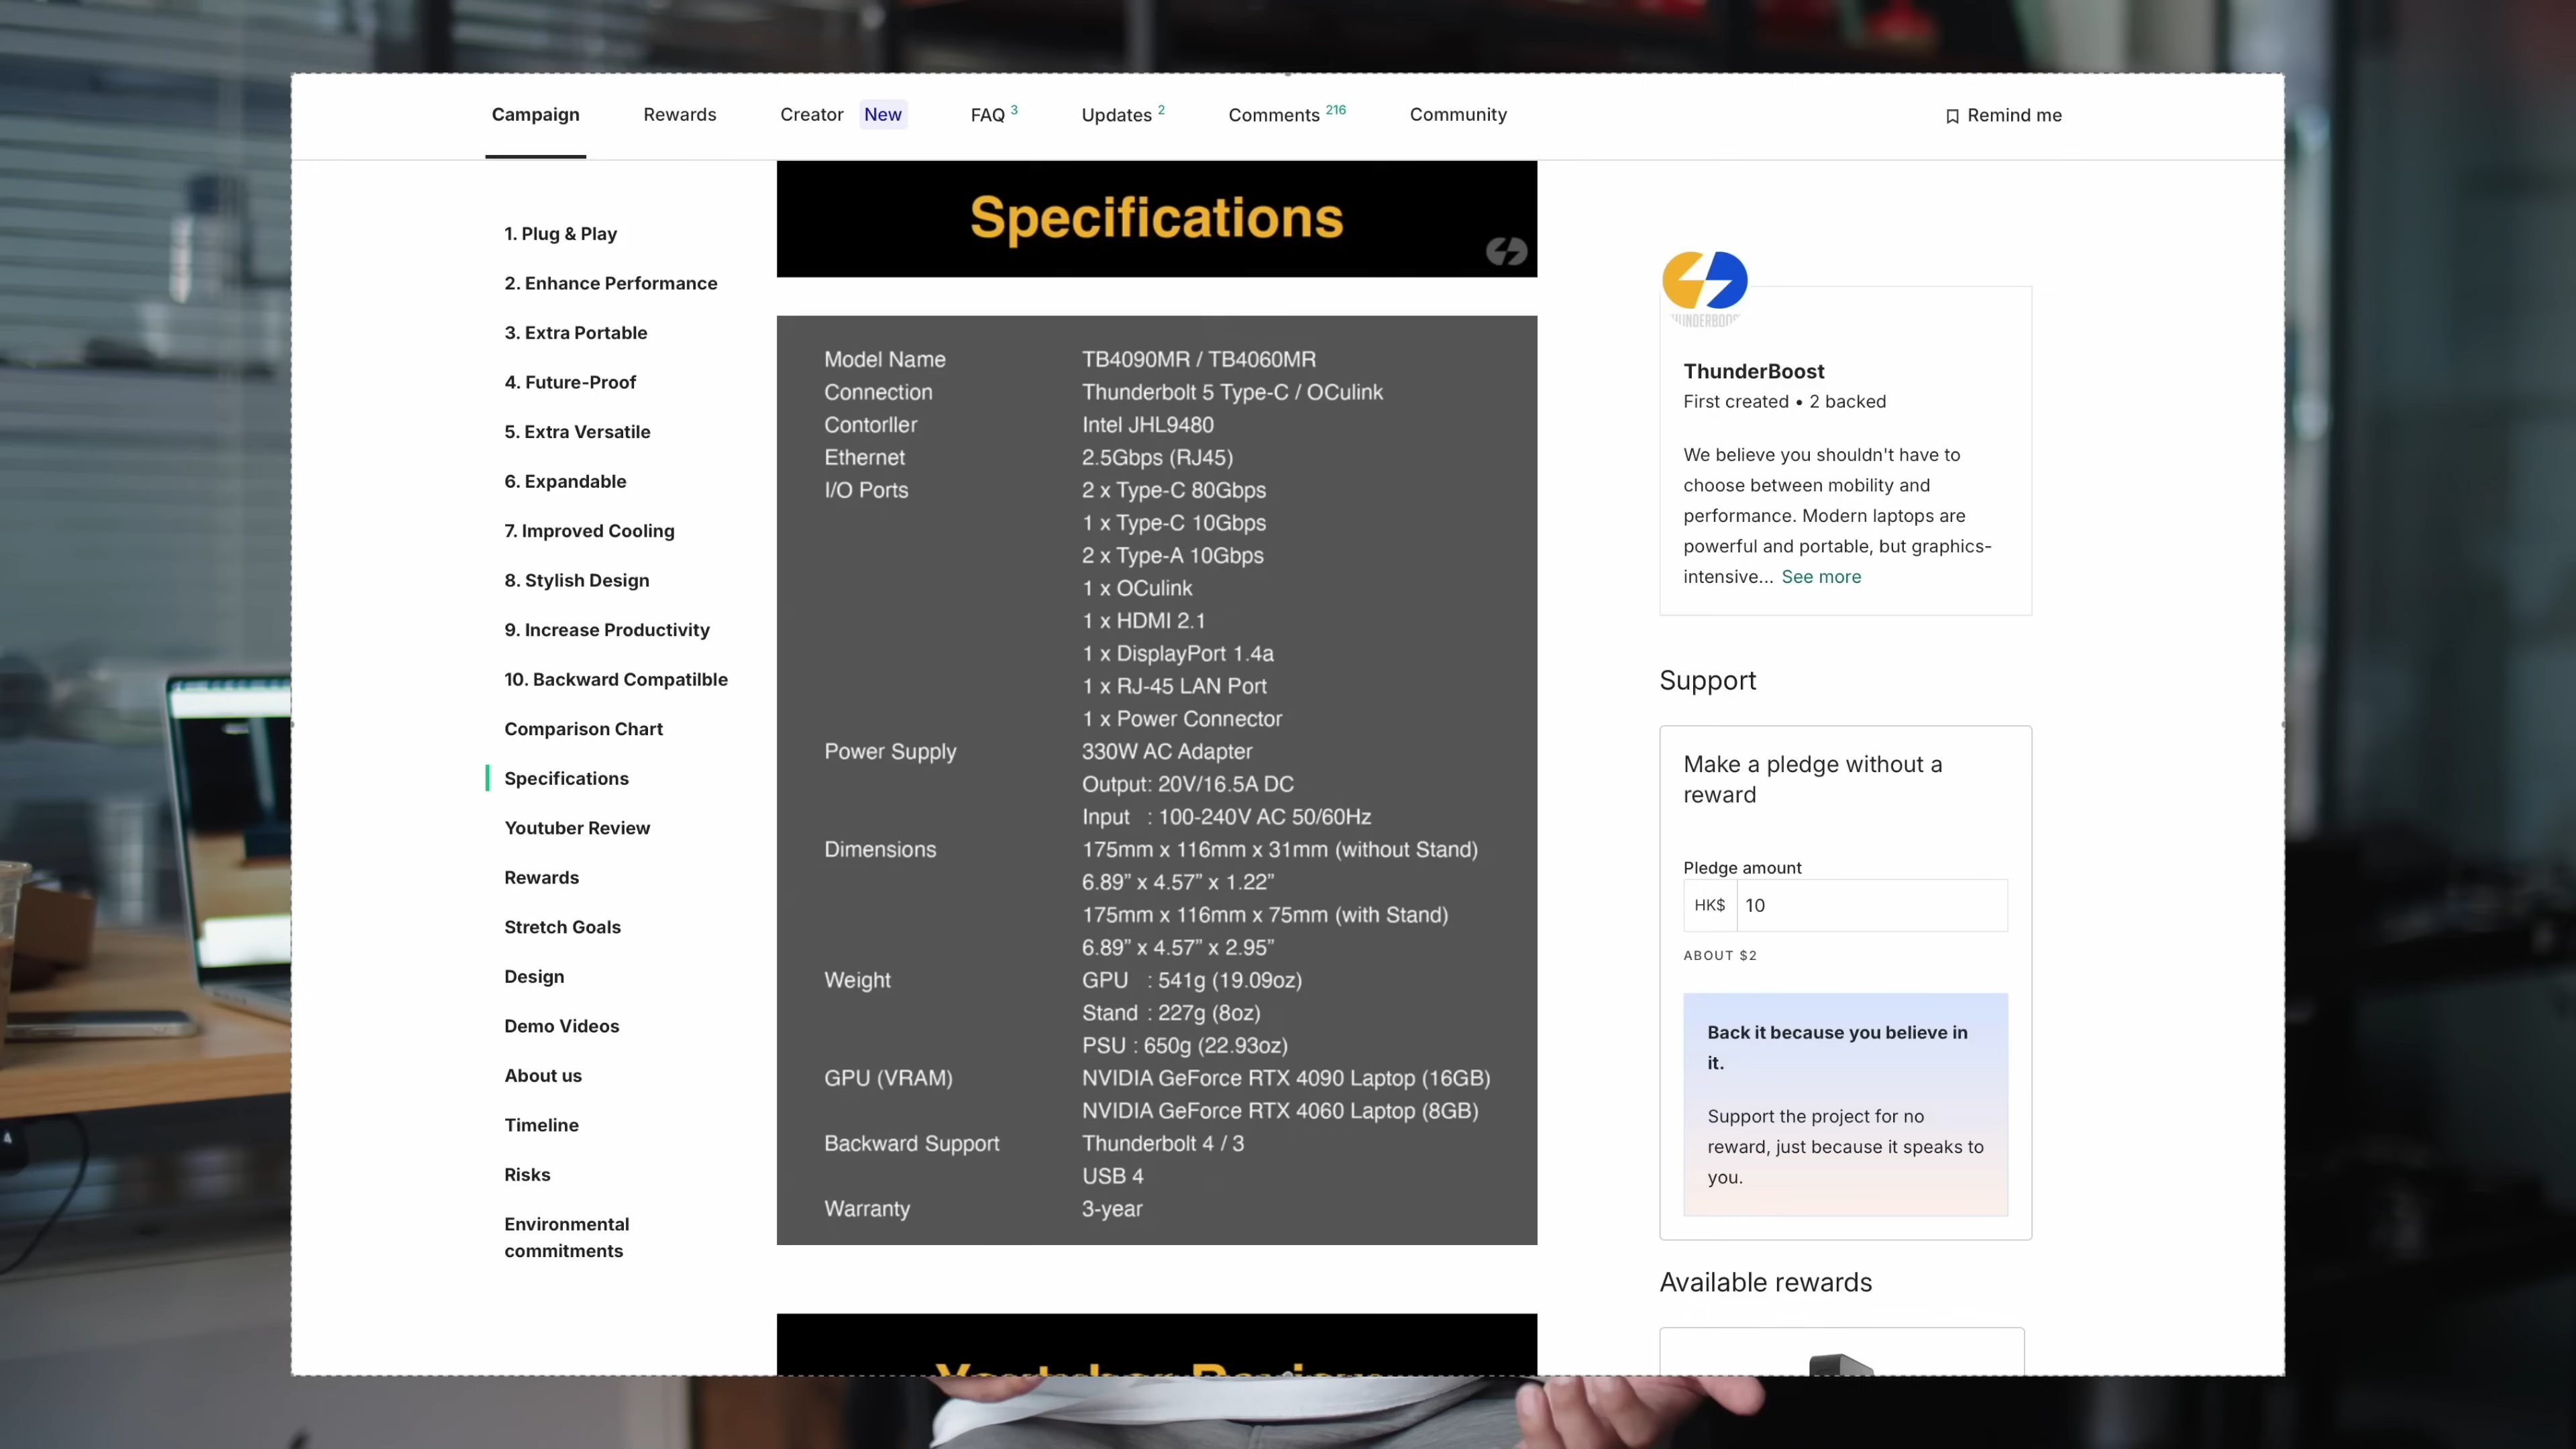 Campaign
Rewards
Creator New
FAQ 3
Updates 2
Comments 216
Community
Remind me
1. Plug & Play
2. Enhance Performance
3. Extra Portable
4. Future-Proof
5. Extra Versatile
6. Expandable
7. Improved Cooling
8. Stylish Design
9. Increase Productivity
10. Backward Compatilble
Comparison Chart
Specifications
Youtuber Review
Rewards
Stretch Goals
Design
Demo Videos
About us
Timeline
Risks
Environmental
commitments
Specifications
Model Name TB4090MR / TB4060MR
Connection Thunderbolt 5 Type-C / OCulink
Contorller Intel JHL9480
Ethernet 2.5Gbps (RJ45)
I/O Ports 2 x Type-C 80Gbps
1 x Type-C 10Gbps
2 x Type-A 10Gbps
1 x OCulink
1 x HDMI 2.1
1 x DisplayPort 1.4a
1 x RJ-45 LAN Port
1 x Power Connector
Power Supply 330W AC Adapter
Output: 20V/16.5A DC
Input : 100-240V AC 50/60Hz
Dimensions 175mm x 116mm x 31mm (without Stand)
6.89” x 4.57” x 1.22”
175mm x 116mm x 75mm (with Stand)
6.89” x 4.57” x 2.95”
Weight GPU : 541g (19.09oz)
Stand : 227g (8oz)
PSU : 650g (22.93oz)
GPU (VRAM) NVIDIA GeForce RTX 4090 Laptop (16GB)
NVIDIA GeForce RTX 4060 Laptop (8GB)
Backward Support Thunderbolt 4 / 3
USB 4
Warranty 3-year
Youtuber Review
THUNDERBOOST
ThunderBoost
First created • 2 backed
We believe you shouldn't have to
choose between mobility and
performance. Modern laptops are
powerful and portable, but graphics-
intensive... See more
Support
Make a pledge without a
reward
Pledge amount
HK$ 10
ABOUT $2
Back it because you believe in
it.
Support the project for no
reward, just because it speaks to
you.
Available rewards
4